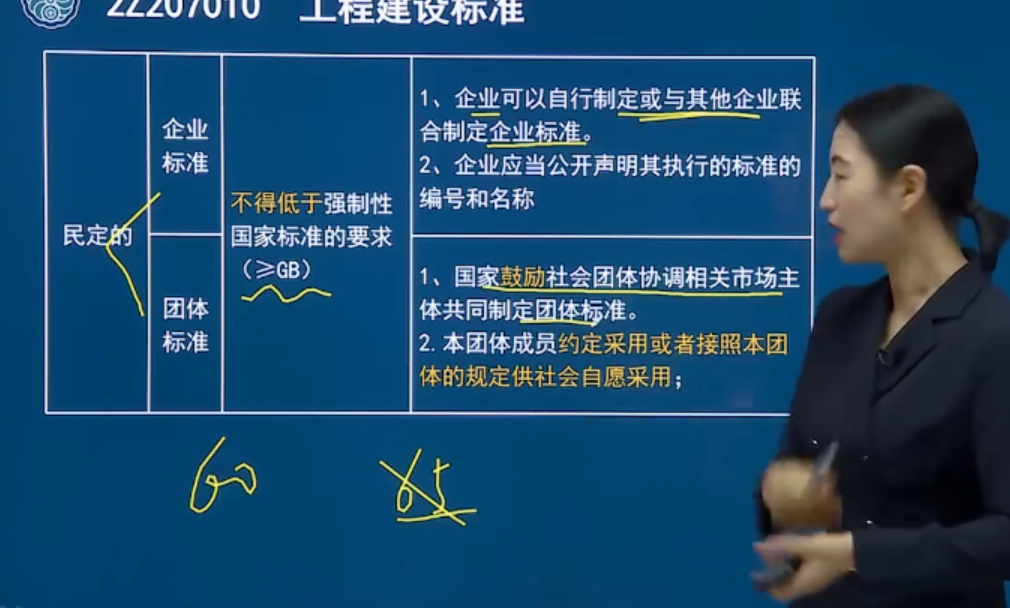 2Z207010 工程建设标准
民定的
企业
标准
不得低于强制性
国家标准的要求
（≥GB）
1、企业可以自行制定或与其他企业联
合制定企业标准。
2、企业应当公开声明其执行的标准的
编号和名称
团体
标准
1、国家鼓励社会团体协调相关市场主
体共同制定团体标准。
2.本团体成员约定采用或者按照本团
体的规定供社会自愿采用；
60
65